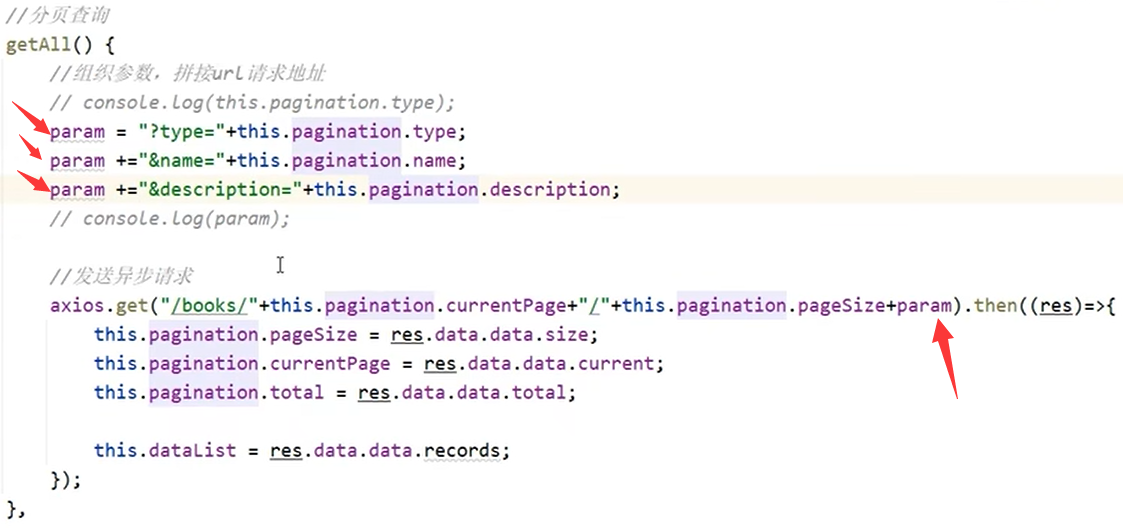 //分页查询
getAll() {
//组织参数，拼接url请求地址
// console.log(this.pagination.type);
param = "?type="+this.pagination.type;
param +="&name="+this.pagination.name;
param +="&description="+this.pagination.description;
// console.log(param);
//发送异步请求
axios.get("/books/"+this.pagination.currentPage+"/"+this.pagination.pageSize+param).then((res)=>{
this.pagination.pageSize = res.data.data.size;
this.pagination.currentPage = res.data.data.current;
this.pagination.total = res.data.data.total;
this.dataList = res.data.data.records;
});
},